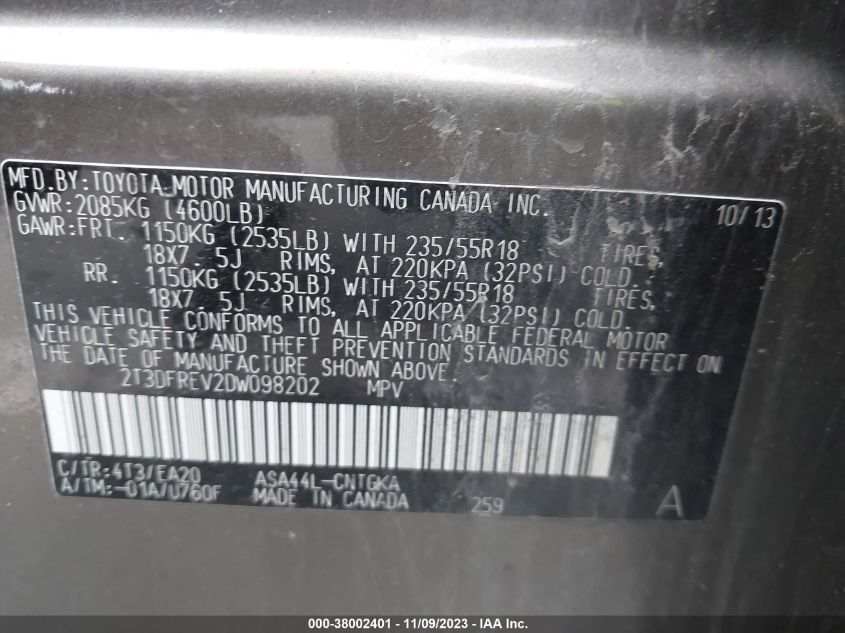 MFD.BY:TOYOTA MOTOR MANUFACTURING CANADA INC. 10/13
GVWR:2085KG (4600LB)
GAWR:FRT. 1150KG (2535LB) WITH 235/55R18 TIRES,
18X7 5J RIMS, AT 220KPA (32PSI) COLD.
RR. 1150KG (2535LB) WITH 235/55R18 TIRES,
18X7 5J RIMS, AT 220KPA (32PSI) COLD.
THIS VEHICLE CONFORMS TO ALL APPLICABLE FEDERAL MOTOR
VEHICLE SAFETY AND THEFT PREVENTION STANDARDS IN EFFECT ON
THE DATE OF MANUFACTURE SHOWN ABOVE.
2T3DFREV2DW098202 MPV
C/TR:4T3/EA20 ASA44L-CNTGKA
A/TM:-01A/U760F MADE IN CANADA 259 A
000-38002401 - 11/09/2023 - IAA Inc.